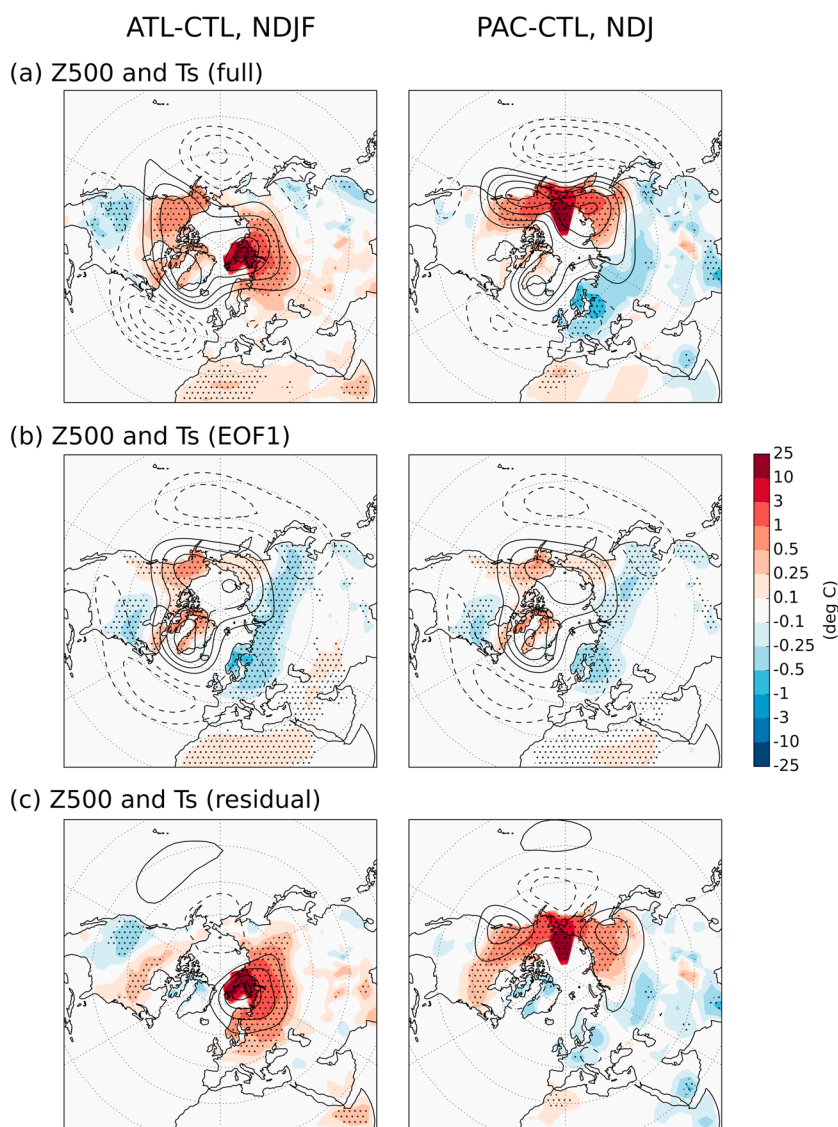 ATL-CTL, NDJF
PAC-CTL, NDJ
(a) Z500 and Ts (full)
(b) Z500 and Ts (EOF1)
25
10
3
1
0.5
0.25
0.1
-0.1
-0.25
-0.5
-1
-3
-10
-25
(deg C)
(c) Z500 and Ts (residual)